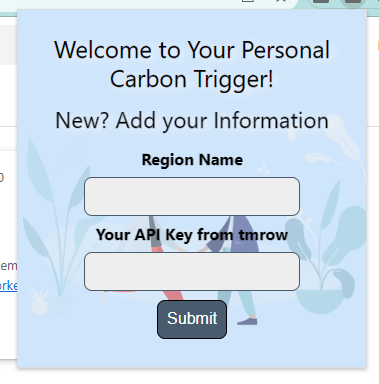 Welcome to Your Personal
Carbon Trigger!
New? Add your Information
Region Name
Your API Key from tmrow
Submit